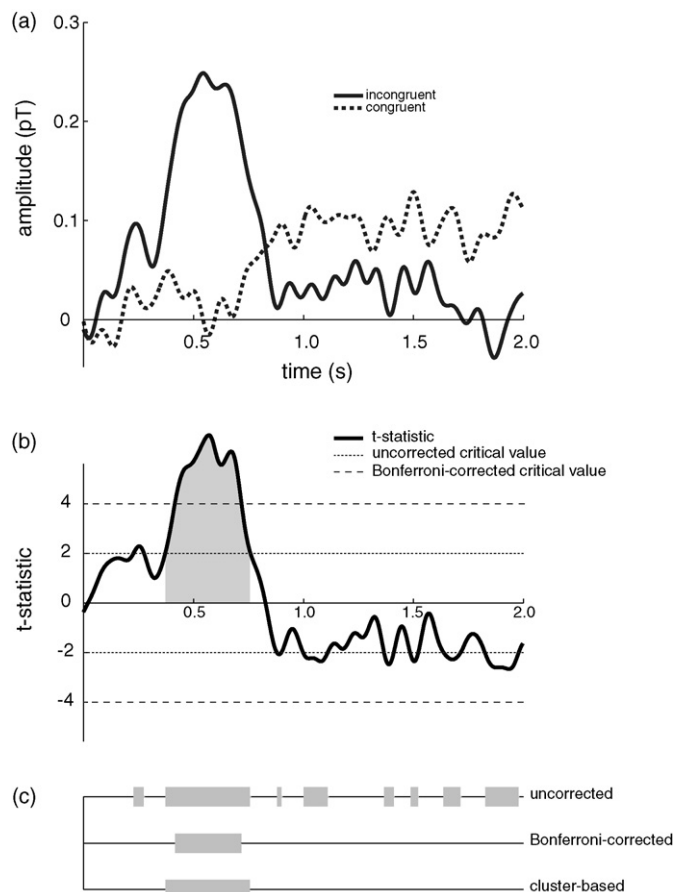 (a)
0.3
0.2
0.1
0
amplitude (pT)
incongruent
congruent
0.5
1.0
1.5
2.0
time (s)
(b)
t-statistic
uncorrected critical value
Bonferroni-corrected critical value
4
2
0
-2
-4
t-statistic
0.5
1.0
1.5
2.0
(c)
uncorrected
Bonferroni-corrected
cluster-based